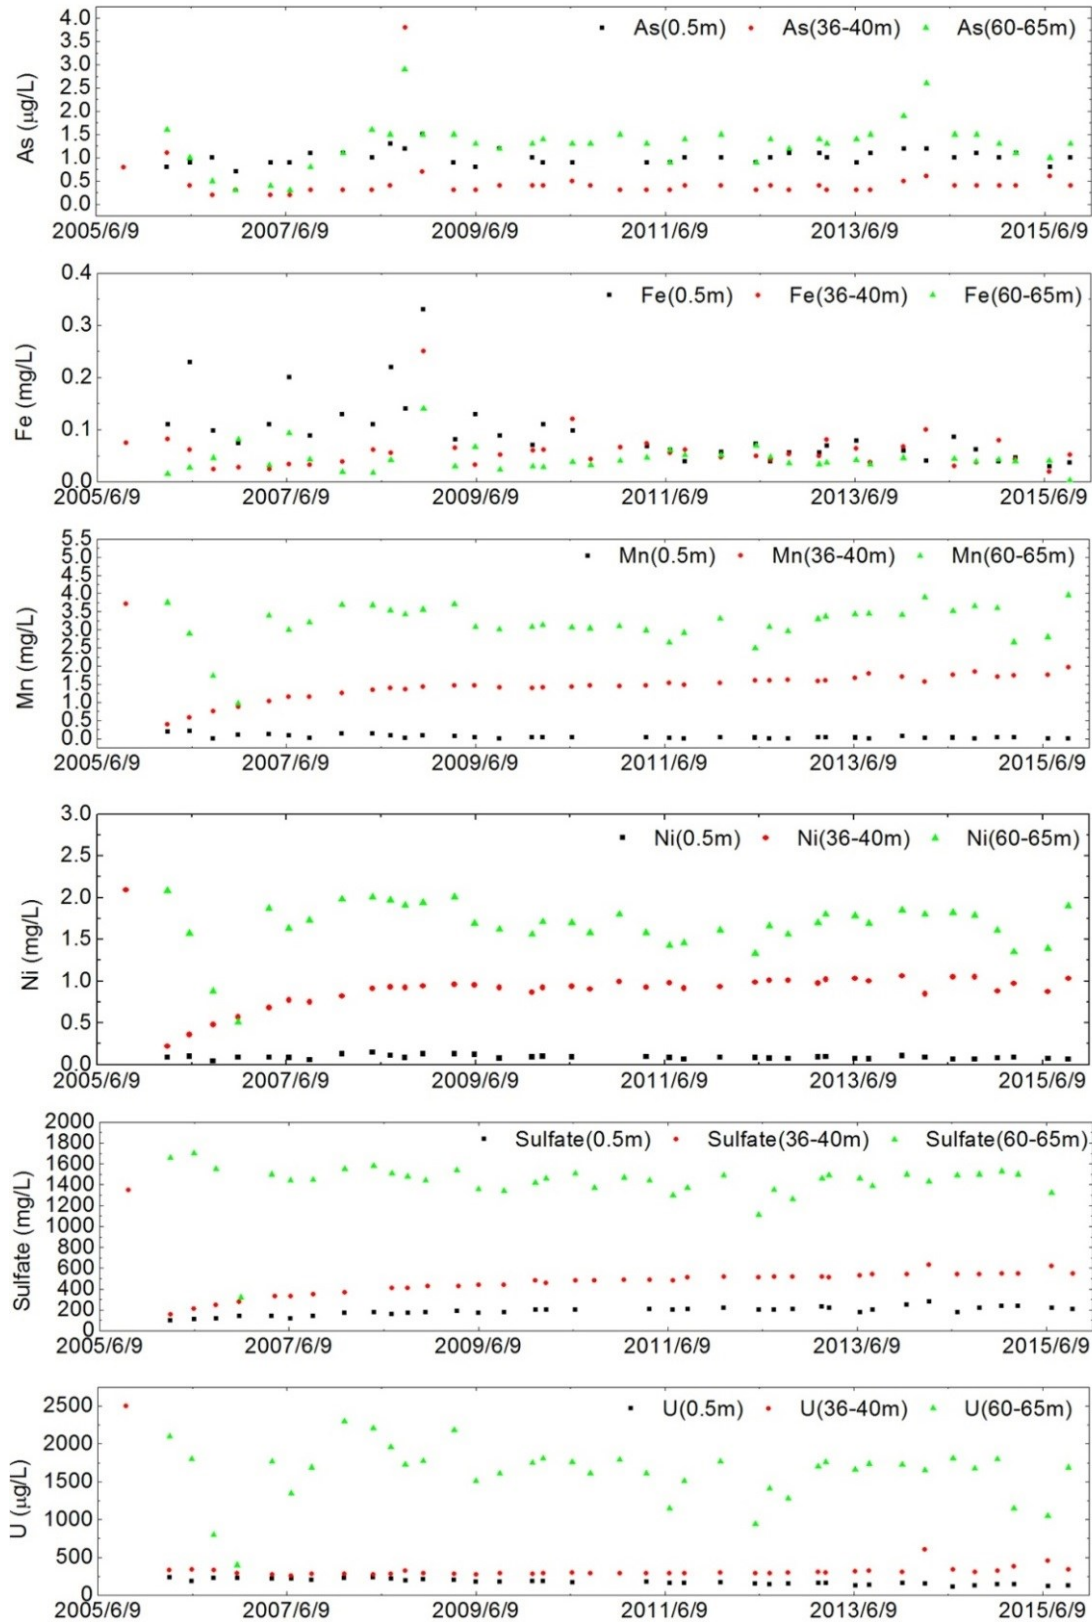 As (µg/L)
4.0
3.5
3.0
2.5
2.0
1.5
1.0
0.5
0.0
As(0.5m) As(36-40m) As(60-65m)
2005/6/9 2007/6/9 2009/6/9 2011/6/9 2013/6/9 2015/6/9
Fe (mg/L)
0.4
0.3
0.2
0.1
0.0
Fe(0.5m) Fe(36-40m) Fe(60-65m)
2005/6/9 2007/6/9 2009/6/9 2011/6/9 2013/6/9 2015/6/9
Mn (mg/L)
5.5
5.0
4.5
4.0
3.5
3.0
2.5
2.0
1.5
1.0
0.5
0.0
Mn(0.5m) Mn(36-40m) Mn(60-65m)
2005/6/9 2007/6/9 2009/6/9 2011/6/9 2013/6/9 2015/6/9
Ni (mg/L)
3.0
2.5
2.0
1.5
1.0
0.5
0.0
Ni(0.5m) Ni(36-40m) Ni(60-65m)
2005/6/9 2007/6/9 2009/6/9 2011/6/9 2013/6/9 2015/6/9
Sulfate (mg/L)
2000
1800
1600
1400
1200
1000
800
600
400
200
0
Sulfate(0.5m) Sulfate(36-40m) Sulfate(60-65m)
2005/6/9 2007/6/9 2009/6/9 2011/6/9 2013/6/9 2015/6/9
U (µg/L)
2500
2000
1500
1000
500
0
U(0.5m) U(36-40m) U(60-65m)
2005/6/9 2007/6/9 2009/6/9 2011/6/9 2013/6/9 2015/6/9